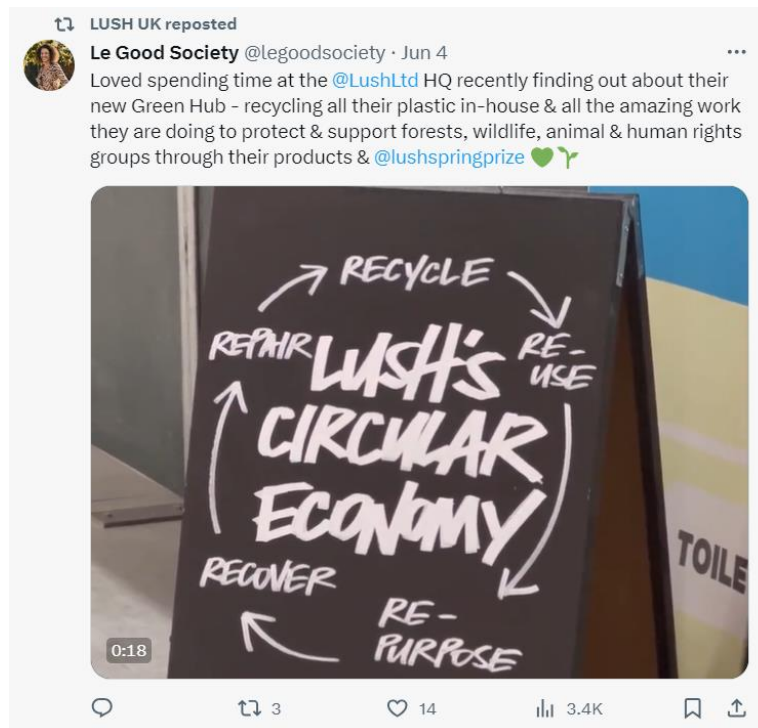 LUSH UK reposted
Le Good Society @legoodsociety · Jun 4
Loved spending time at the @LushLtd HQ recently finding out about their
new Green Hub - recycling all their plastic in-house & all the amazing work
they are doing to protect & support forests, wildlife, animal & human rights
groups through their products & @lushspringprize 💚🌱
RECYCLE
RE-
USE
RE-
PURPOSE
RECOVER
REPAIR
LUSH's
CIRCULAR
ECONOMY
TOILE
0:18
3
14
3.4K